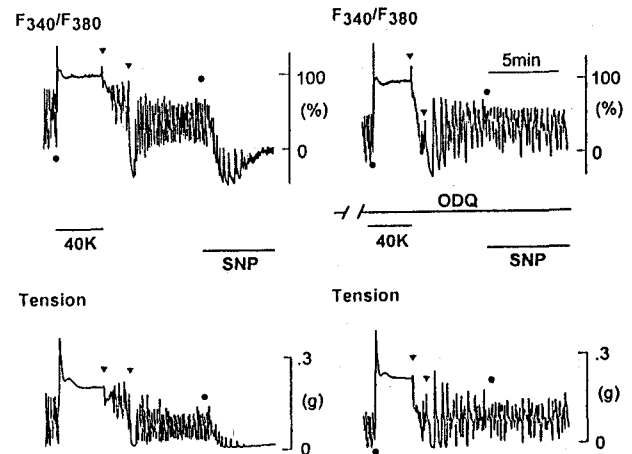 F340/F380
100
(%)
0
40K
SNP
Tension
.3
(g)
0
F340/F380
5min
100
(%)
0
ODQ
40K
SNP
Tension
.3
(g)
0